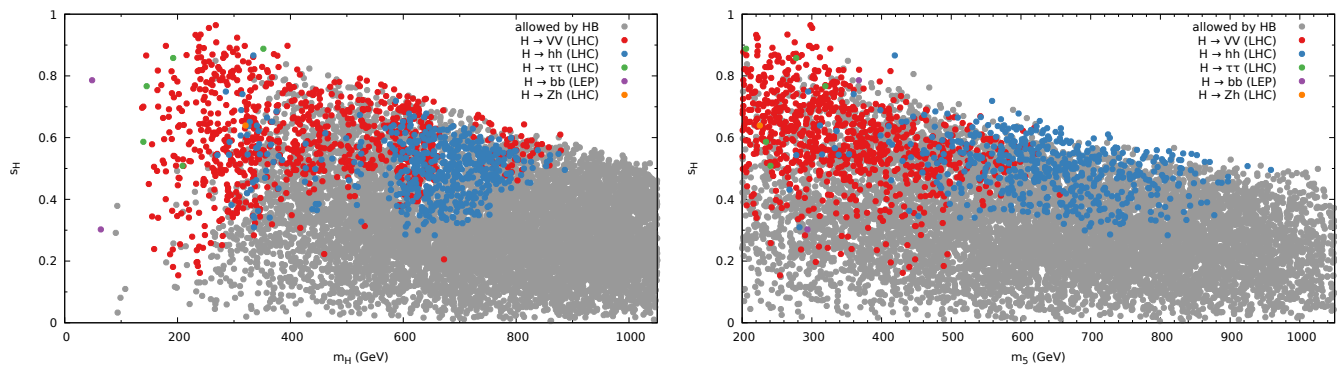 1
0.8
0.6
0.4
0.2
0
s_H
0 200 400 600 800 1000
m_H (GeV)
allowed by HB
H → VV (LHC)
H → hh (LHC)
H → ττ (LHC)
H → bb (LEP)
H → Zh (LHC)
1
0.8
0.6
0.4
0.2
0
s_H
200 300 400 500 600 700 800 900 1000
m_5 (GeV)
allowed by HB
H → VV (LHC)
H → hh (LHC)
H → ττ (LHC)
H → bb (LEP)
H → Zh (LHC)